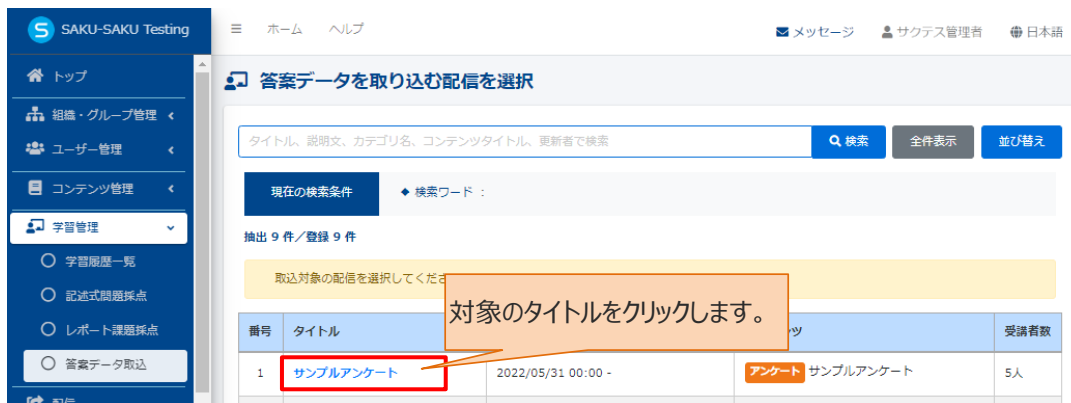 SAKU-SAKU Testing
ホーム ヘルプ
メッセージ サクテス管理者 日本語
トップ
組織・グループ管理
ユーザー管理
コンテンツ管理
学習管理
学習履歴一覧
記述式問題採点
レポート課題採点
答案データ取込
配信
答案データを取り込む配信を選択
タイトル、説明文、カテゴリ名、コンテンツタイトル、更新者で検索 検索 全件表示 並び替え
現在の検索条件 ◆ 検索ワード :
抽出 9 件／登録 9 件
取込対象の配信を選択してくださ
対象のタイトルをクリックします。
番号 タイトル ンツ 受講者数
1 サンプルアンケート 2022/05/31 00:00 - アンケート サンプルアンケート 5人